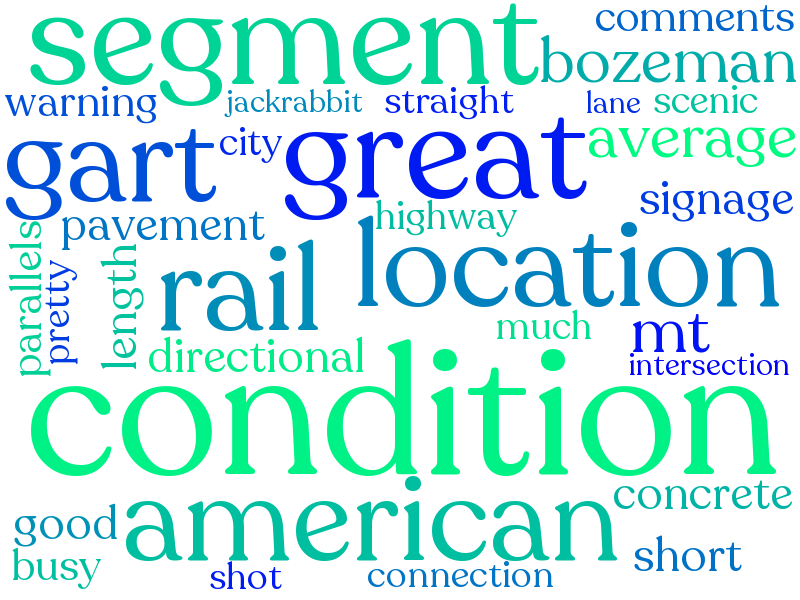 segment
comments
bozeman
warning
jackrabbit
straight
lane
scenic
gart
city
great
average
signage
pavement
highway
parallels
pretty
length
rail
location
much
mt
directional
intersection
condition
american
concrete
good
busy
shot
connection
short